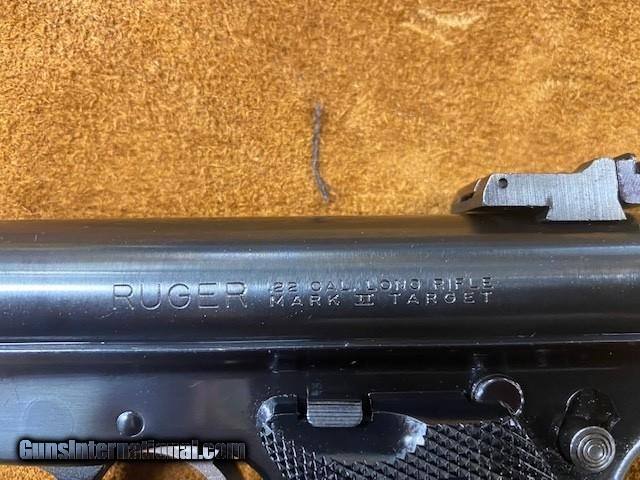 RUGER
.22 CAL. LONG RIFLE
MARK II TARGET
GunsInternational.com